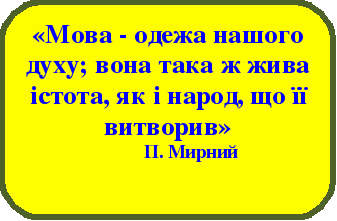 «Мова - одежа нашого
духу; вона така ж жива
істота, як і народ, що її
витворив»
П. Мирний